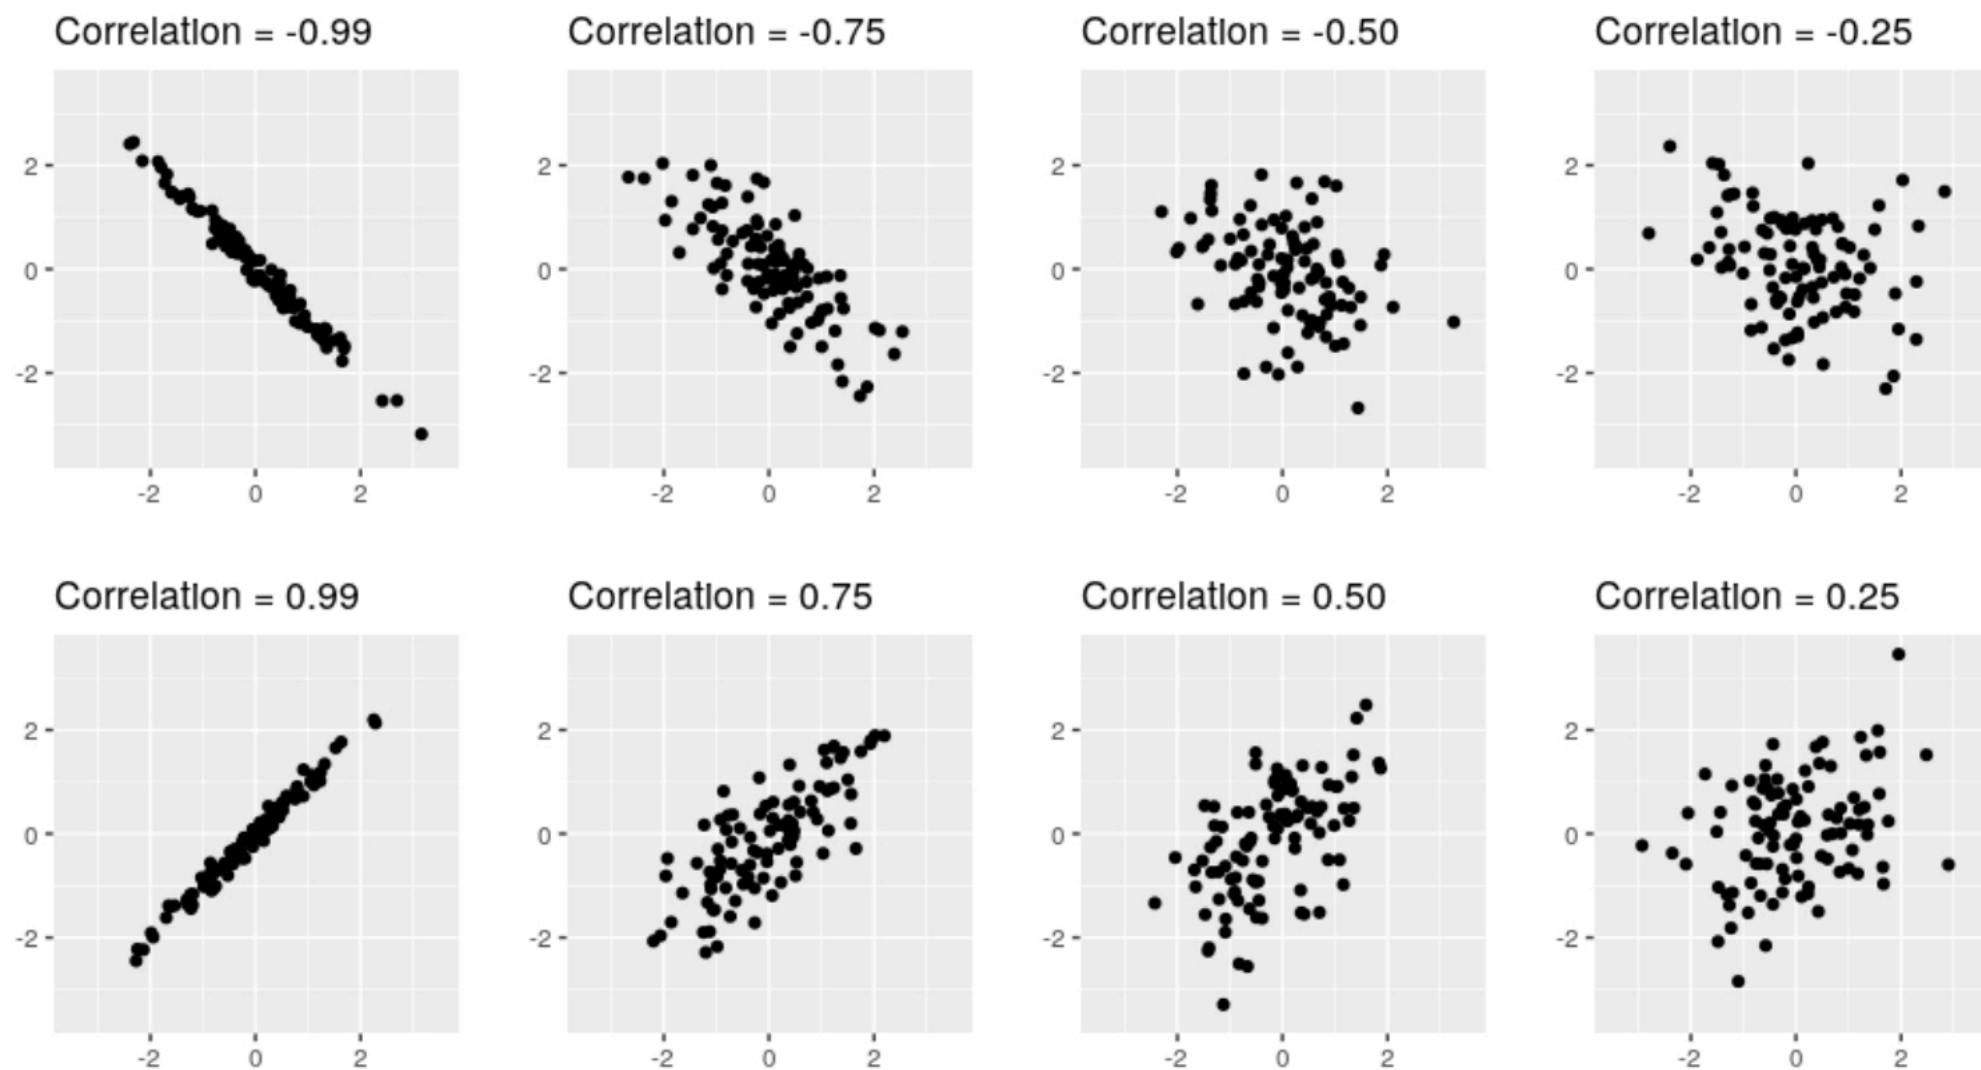 Correlation = -0.99
2
0
-2
-2 0 2
Correlation = -0.75
2
0
-2
-2 0 2
Correlation = -0.50
2
0
-2
-2 0 2
Correlation = -0.25
2
0
-2
-2 0 2
Correlation = 0.99
2
0
-2
-2 0 2
Correlation = 0.75
2
0
-2
-2 0 2
Correlation = 0.50
2
0
-2
-2 0 2
Correlation = 0.25
2
0
-2
-2 0 2